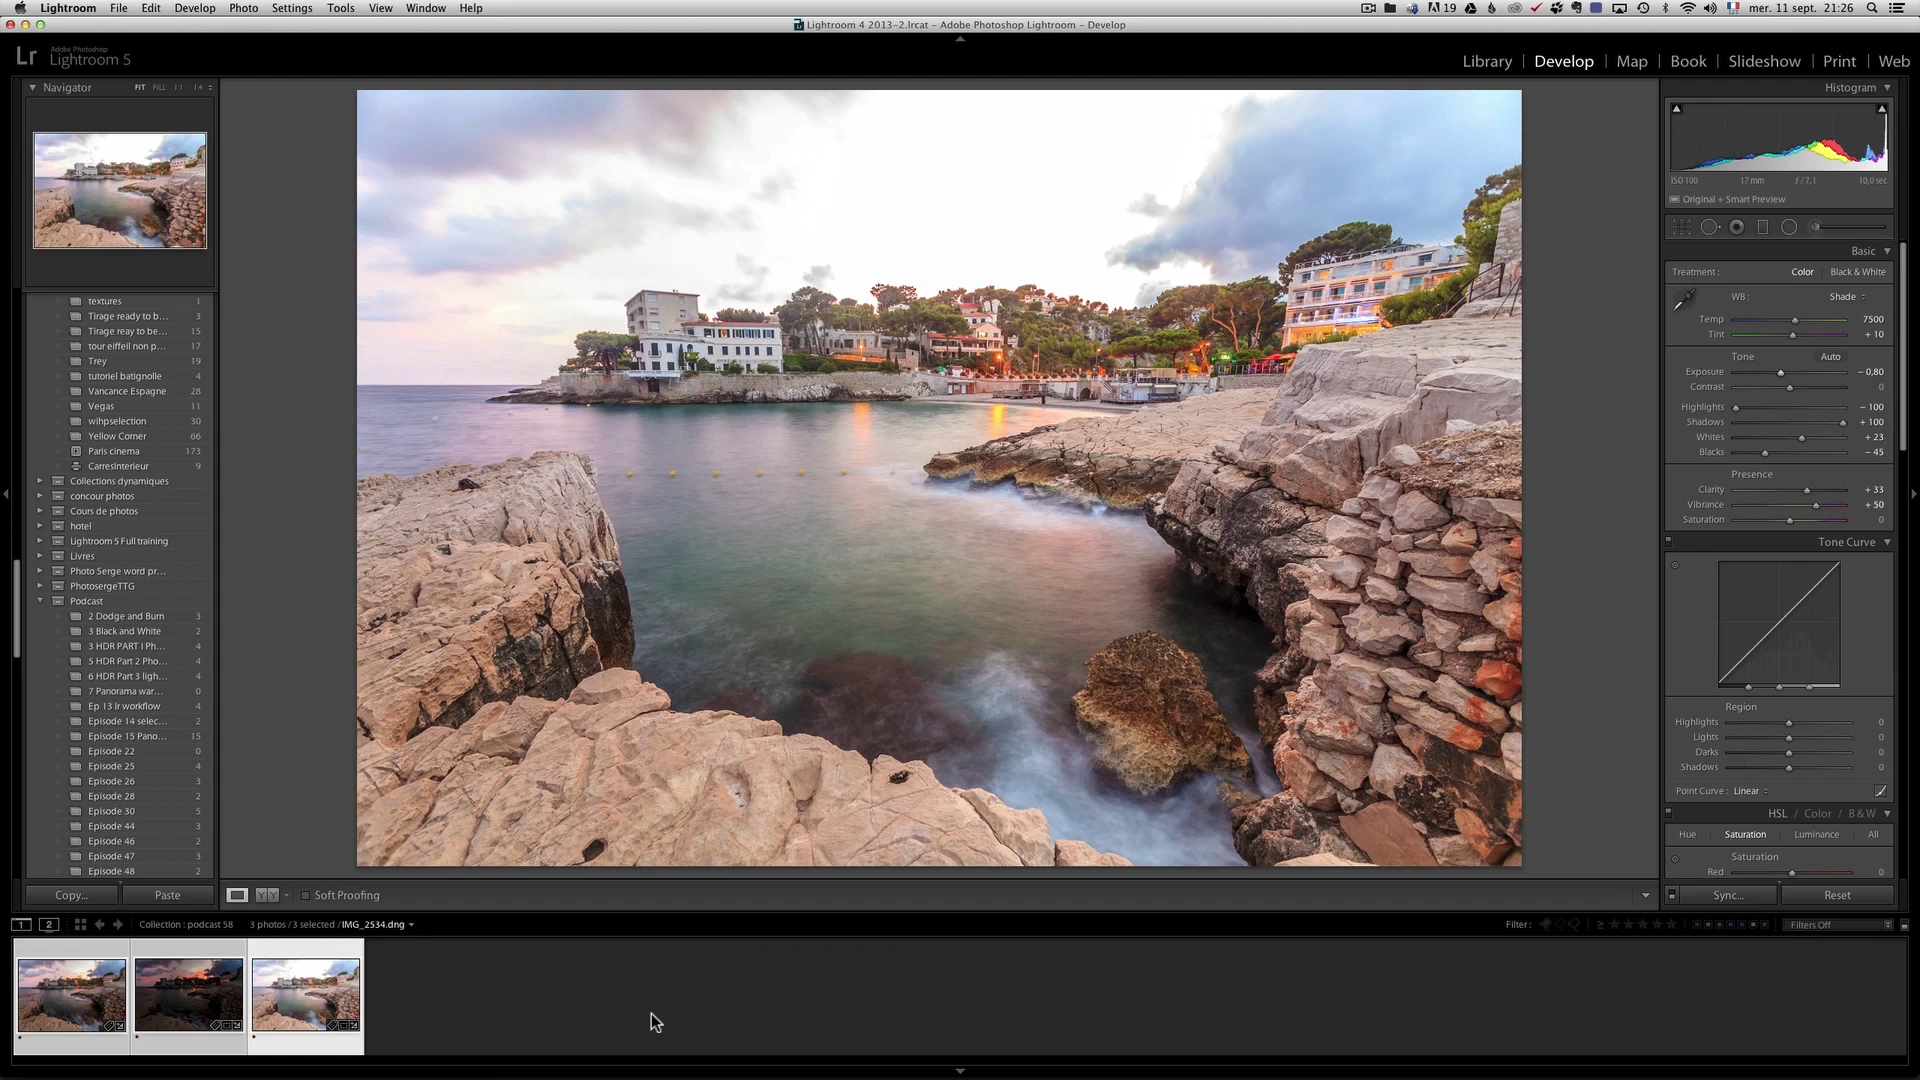 Lightroom File Edit Develop Photo Settings Tools View Window Help 19 mer. 11 sept. 21:26
Lightroom 4 2013-2.lrcat – Adobe Photoshop Lightroom – Develop
Lr Adobe Photoshop
Lightroom 5
Library | Develop | Map | Book | Slideshow | Print | Web
Navigator FIT FILL 1:1 1:4
textures 1
Tirage ready to b... 3
Tirage reay to be... 15
tour eiffeil non p... 17
Trey 19
tutoriel batignolle 4
Vancance Espagne 28
Vegas 11
wihpselection 30
Yellow Corner 66
Paris cinema 173
CarresInterieur 9
Collections dynamiques
concour photos
Cours de photos
hotel
Lightroom 5 Full training
Livres
Photo Serge word pr...
PhotosergeTTG
Podcast
2 Dodge and Burn 3
3 Black and White 2
3 HDR PART I Ph... 4
5 HDR Part 2 Pho... 4
6 HDR Part 3 ligh... 4
7 Panorama war... 0
Ep 13 lr workflow 4
Episode 14 selec... 2
Episode 15 Pano... 15
Episode 22 0
Episode 25 4
Episode 26 3
Episode 28 2
Episode 30 5
Episode 44 3
Episode 46 2
Episode 47 3
Episode 48 2
Copy... Paste
Soft Proofing
Histogram
ISO 100 17 mm ƒ / 7,1 10,0 sec
Original + Smart Preview
Basic
Treatment : Color Black & White
WB : Shade
Temp 7500
Tint + 10
Tone Auto
Exposure – 0,80
Contrast 0
Highlights – 100
Shadows + 100
Whites + 23
Blacks – 45
Presence
Clarity + 33
Vibrance + 50
Saturation 0
Tone Curve
Region
Highlights 0
Lights 0
Darks 0
Shadows 0
Point Curve : Linear
HSL / Color / B & W
Hue Saturation Luminance All
Saturation
Red 0
Sync... Reset
1 2 Collection : podcast 58 3 photos / 3 selected / IMG_2534.dng
Filter : Filters Off